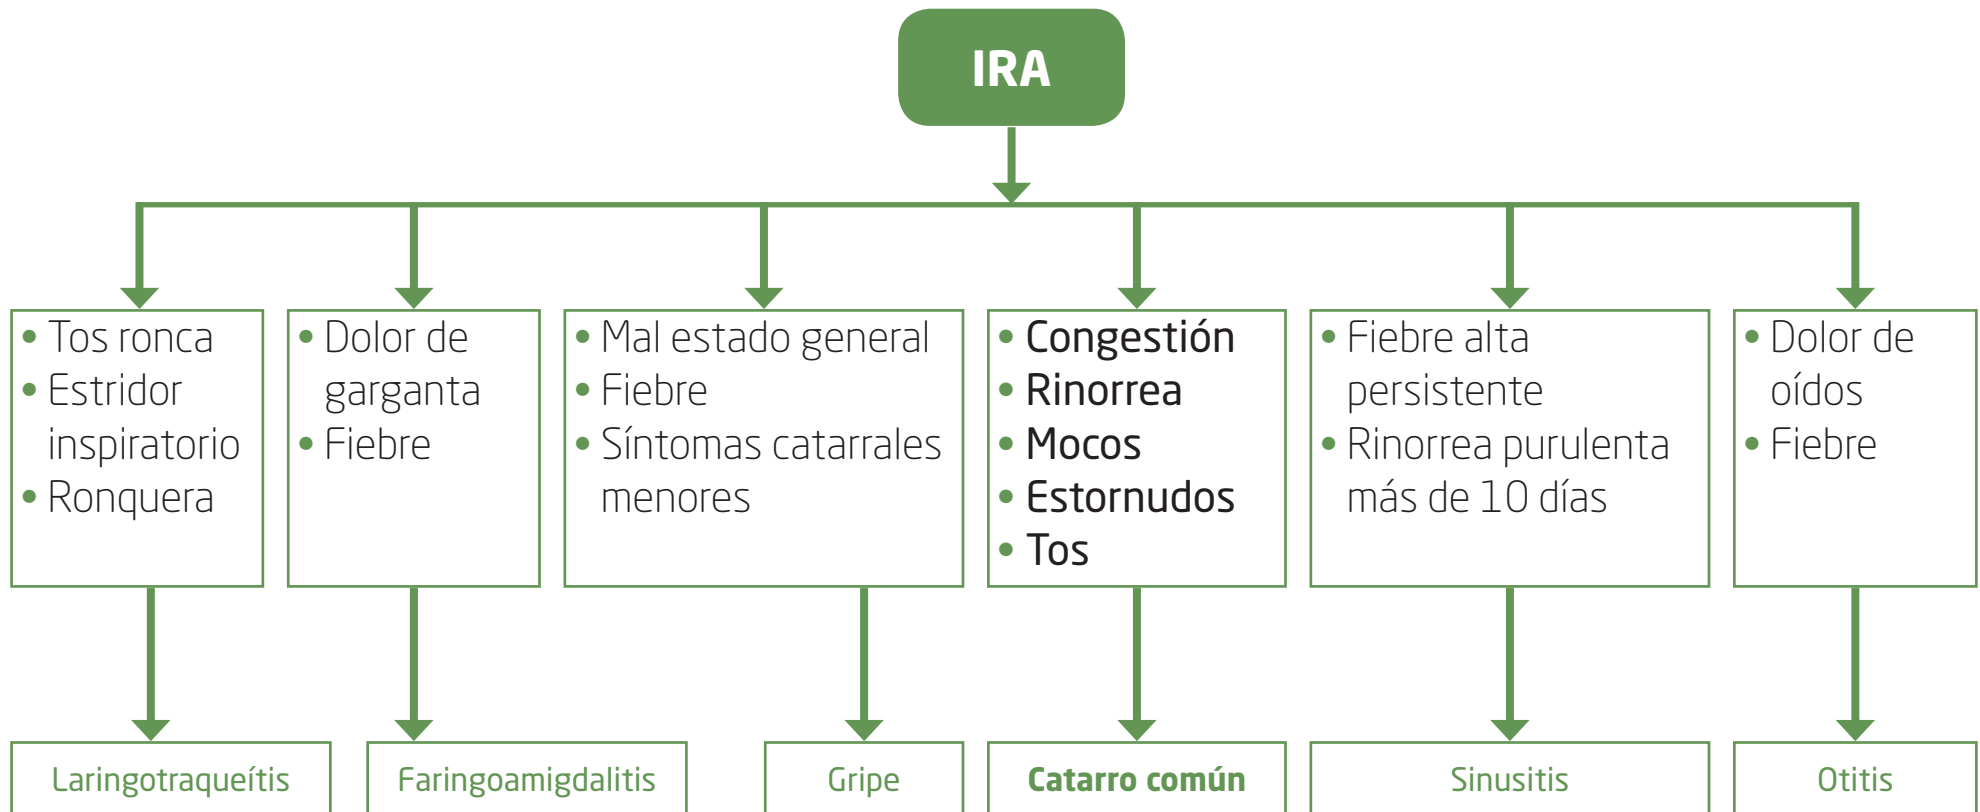 IRA
• Tos ronca
• Estridor
inspiratorio
• Ronquera
• Dolor de
garganta
• Fiebre
• Mal estado general
• Fiebre
• Síntomas catarrales
menores
• Congestión
• Rinorrea
• Mocos
• Estornudos
• Tos
• Fiebre alta
persistente
• Rinorrea purulenta
más de 10 días
• Dolor de
oídos
• Fiebre
Laringotraqueítis
Faringoamigdalitis
Gripe
Catarro común
Sinusitis
Otitis